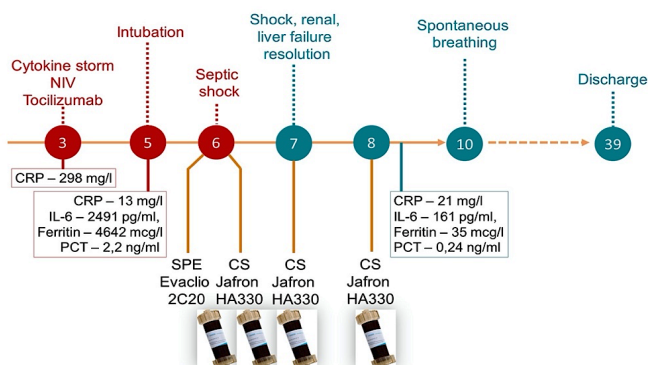 Cytokine storm
NIV
Tocilizumab
Intubation
Septic
shock
Shock, renal,
liver failure
resolution
Spontaneous
breathing
Discharge
3
5
6
7
8
10
39
CRP – 298 mg/l
CRP – 13 mg/l
IL-6 – 2491 pg/ml,
Ferritin – 4642 mcg/l
PCT – 2,2 ng/ml
CRP – 21 mg/l
IL-6 – 161 pg/ml,
Ferritin – 35 mcg/l
PCT – 0,24 ng/ml
SPE
Evaclio
2C20
CS
Jafron
HA330
CS
Jafron
HA330
CS
Jafron
HA330